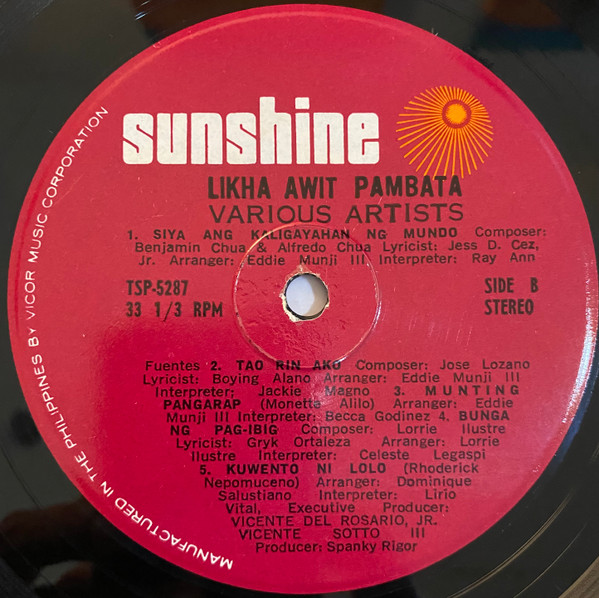 sunshine
LIKHA AWIT PAMBATA
VARIOUS ARTISTS
1. SIYA ANG KALIGAYAHAN NG MUNDO Composer:
Benjamin Chua & Alfredo Chua Lyricist: Jess D. Cez,
Jr. Arranger: Eddie Munji III Interpreter: Ray Ann
TSP-5287
33 1/3 RPM
SIDE B
STEREO
Fuentes 2. TAO RIN AKO Composer: Jose Lozano
Lyricist: Boying Alano Arranger: Eddie Munji III
Interpreter: Jackie Magno 3. MUNTING
PANGARAP (Monetta Alilo) Arranger: Eddie
Munji III Interpreter: Becca Godinez 4. BUNGA
NG PAG-IBIG Composer: Lorrie Ilustre
Lyricist: Gryk Ortaleza Arranger: Lorrie
Ilustre Interpreter: Celeste Legaspi
5. KUWENTO NI LOLO (Rhoderick
Nepomuceno) Arranger: Dominique
Salustiano Interpreter: Lirio
Vital, Executive Producer:
VICENTE DEL ROSARIO, JR.
VICENTE SOTTO III
Producer: Spanky Rigor
MANUFACTURED IN THE PHILIPPINES BY VICOR MUSIC CORPORATION